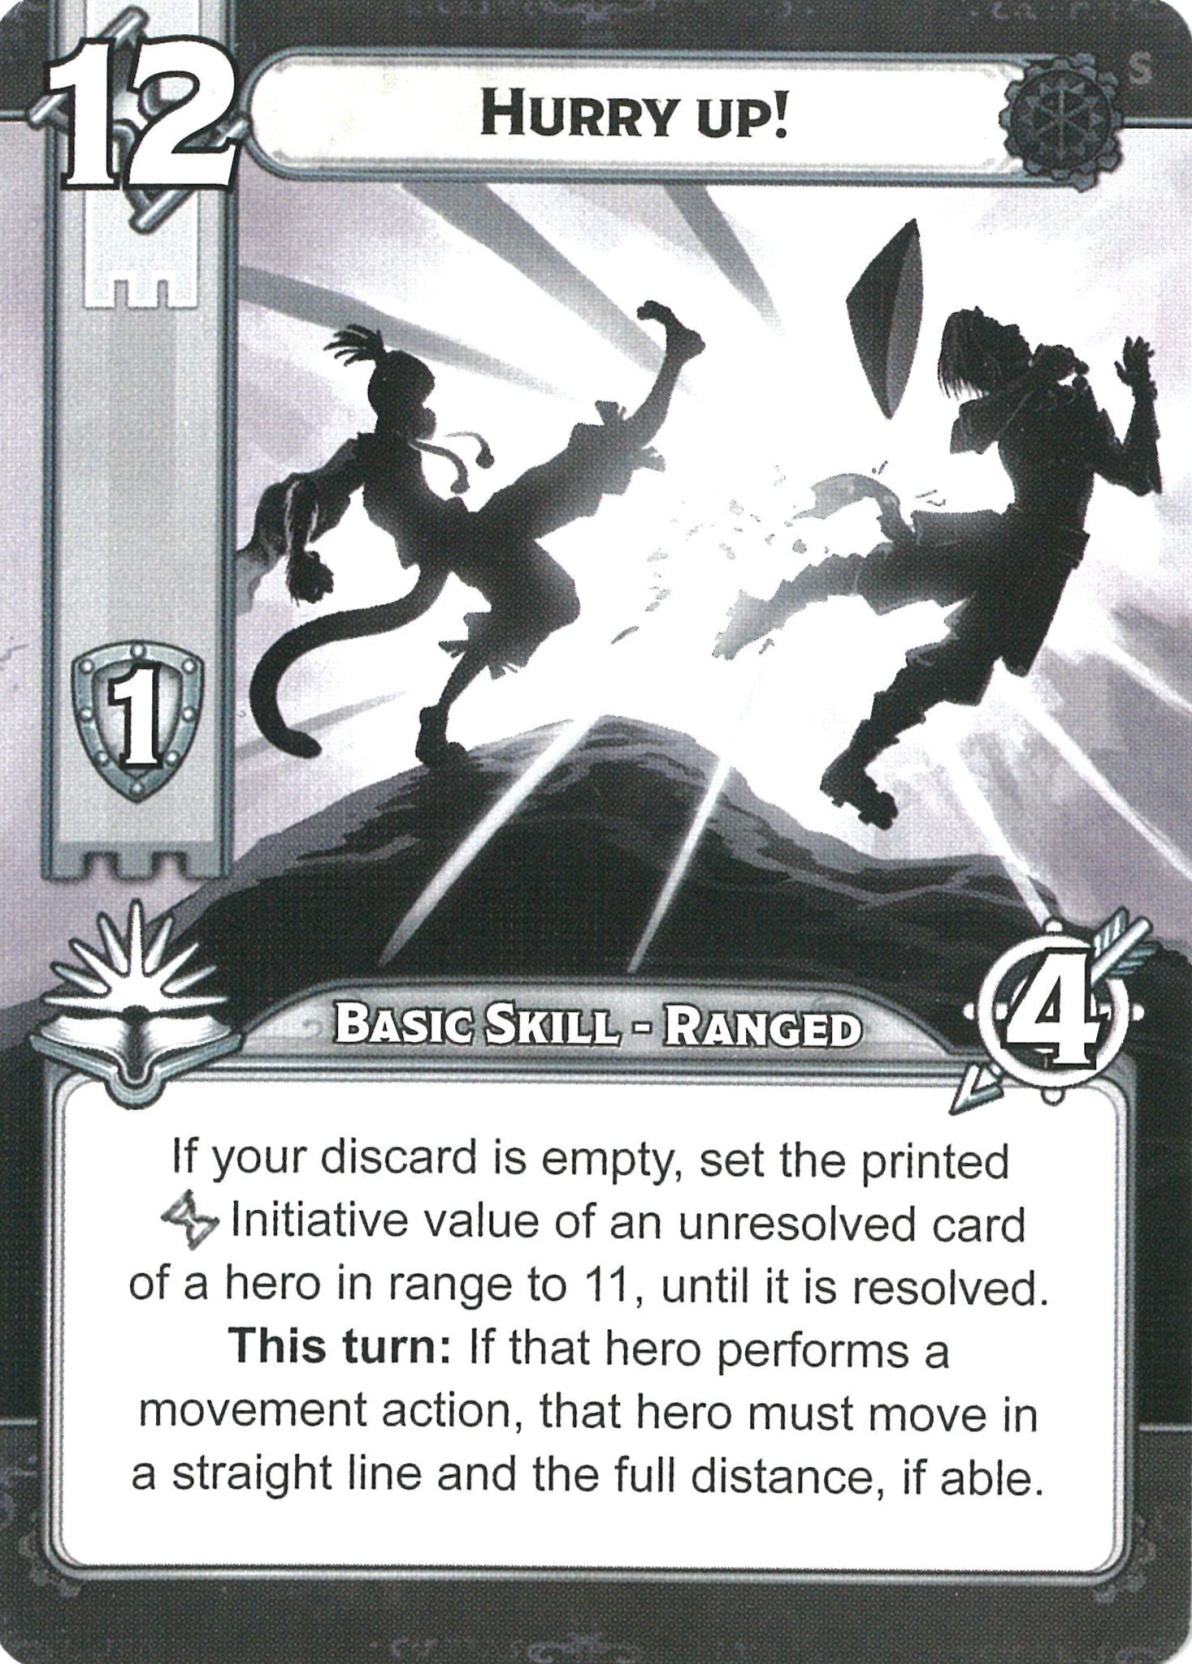 12
HURRY UP!
S
1
BASIC SKILL - RANGED
4
If your discard is empty, set the printed
Initiative value of an unresolved card
of a hero in range to 11, until it is resolved.
This turn: If that hero performs a
movement action, that hero must move in
a straight line and the full distance, if able.